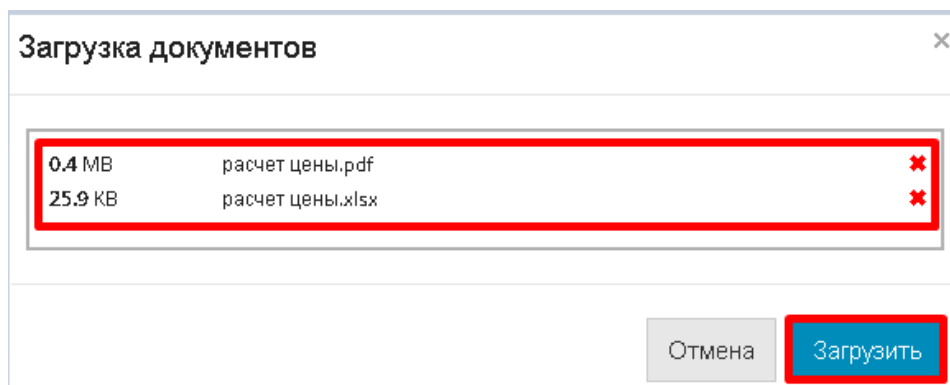 Загрузка документов
0.4 MB расчет цены.pdf
25.9 KB расчет цены.xlsx
Отмена Загрузить